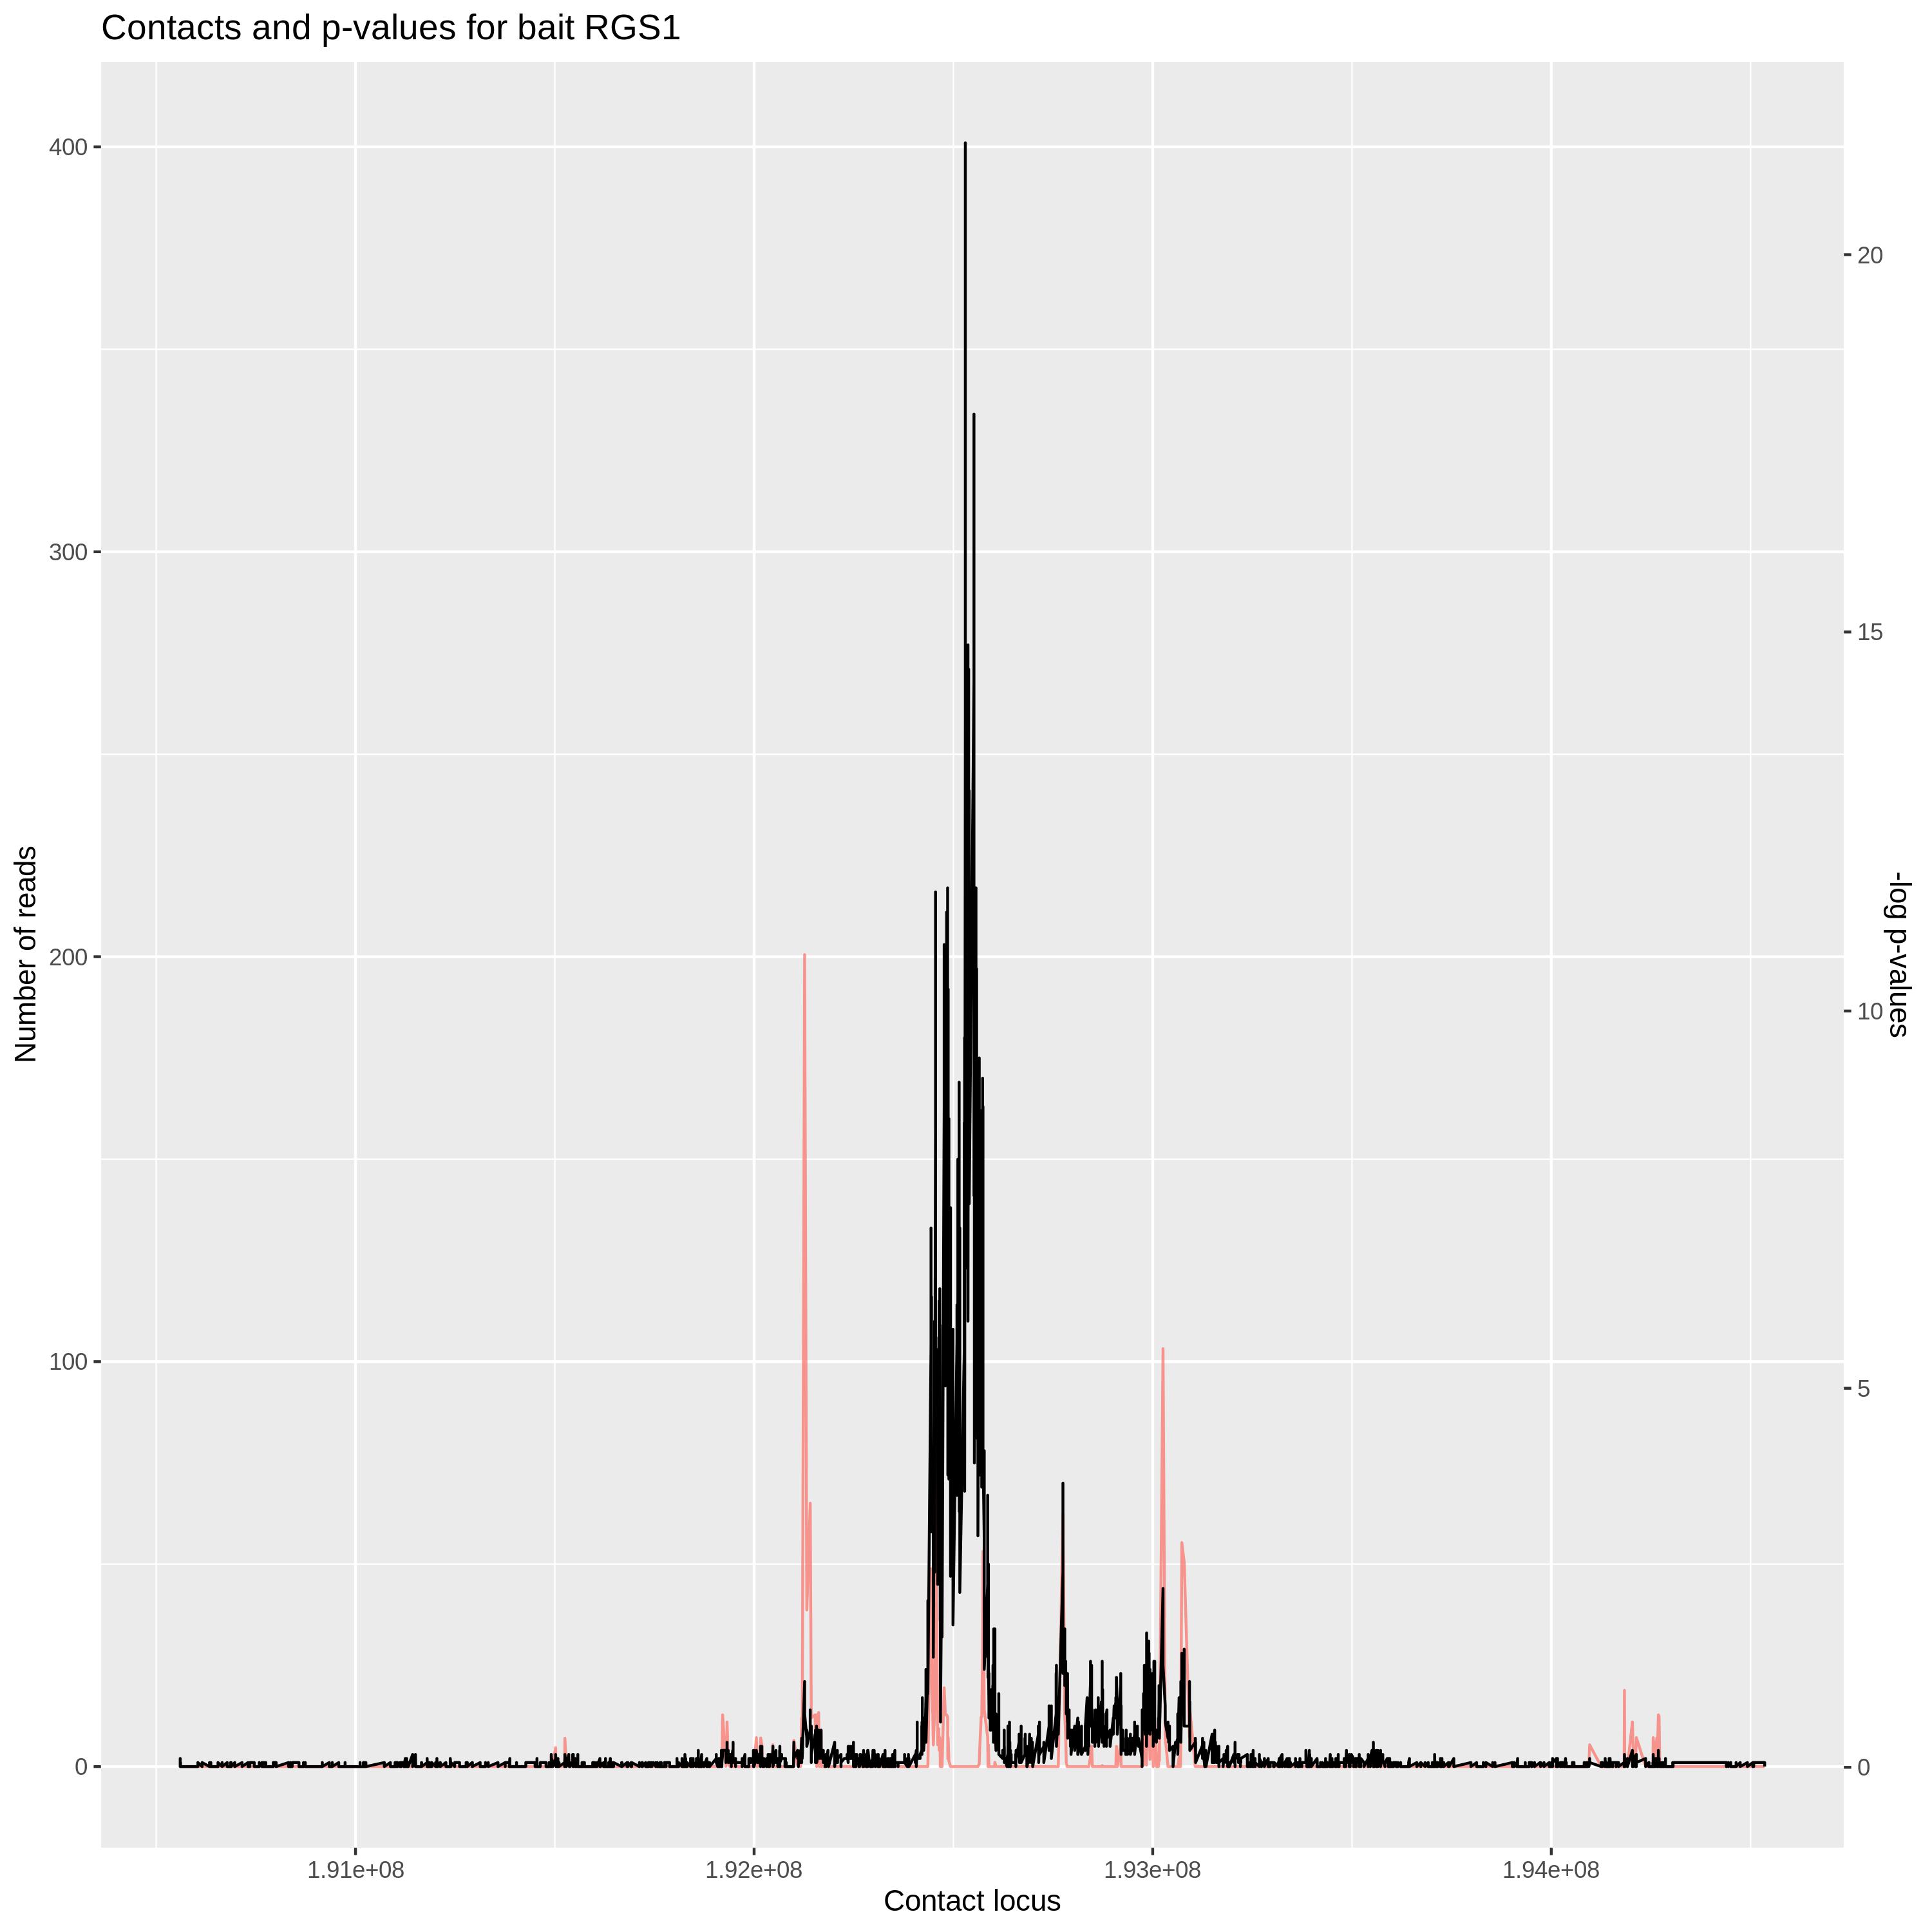 Contacts and p-values for bait RGS1
400
300
200
100
0
Number of reads
20
15
10
5
0
-log p-values
1.91e+08
1.92e+08
1.93e+08
1.94e+08
Contact locus